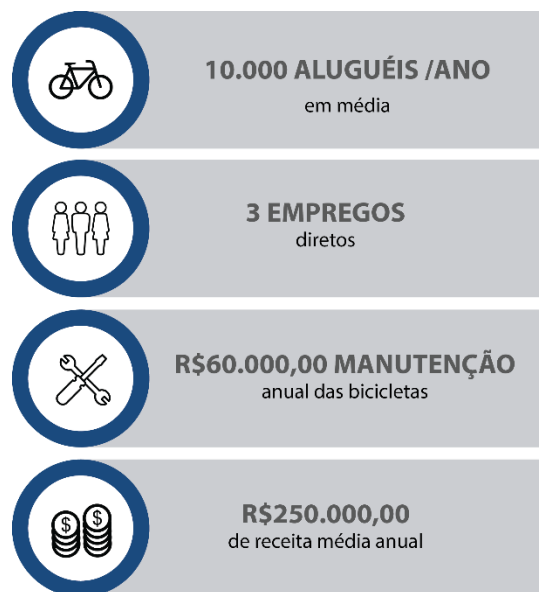 10.000 ALUGUÉIS /ANO
em média
3 EMPREGOS
diretos
R$60.000,00 MANUTENÇÃO
anual das bicicletas
$ $
R$250.000,00
de receita média anual